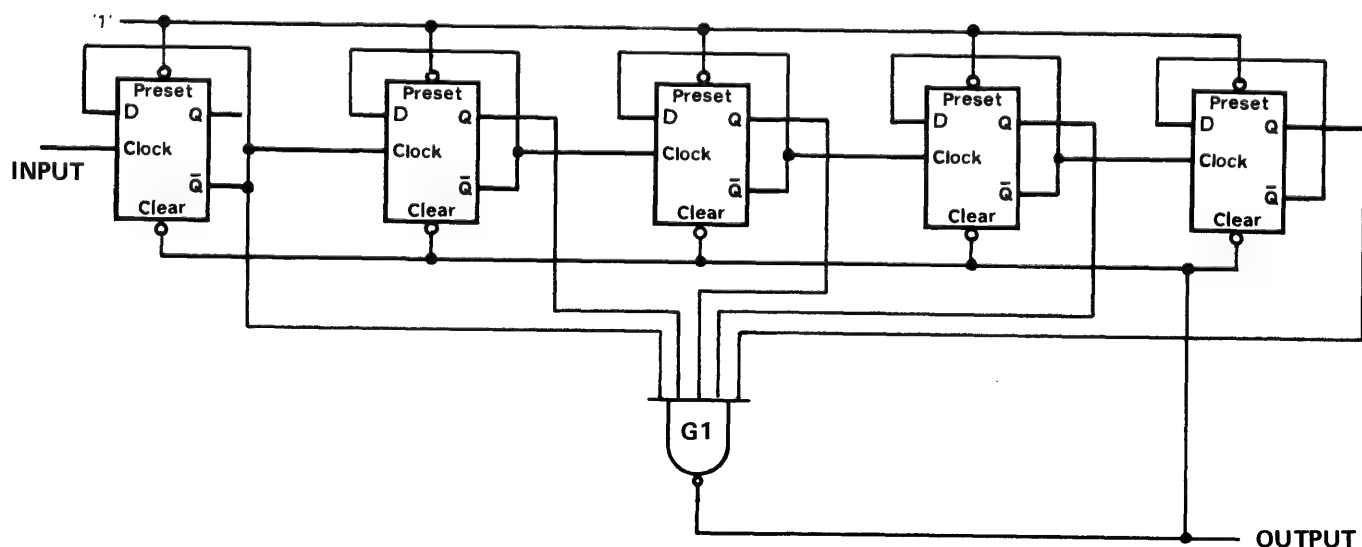 '1'
Preset
D
Q
Clock
Q̄
Clear
Preset
D
Q
Clock
Q̄
Clear
Preset
D
Q
Clock
Q̄
Clear
Preset
D
Q
Clock
Q̄
Clear
Preset
D
Q
Clock
Q̄
Clear
INPUT
G1
OUTPUT